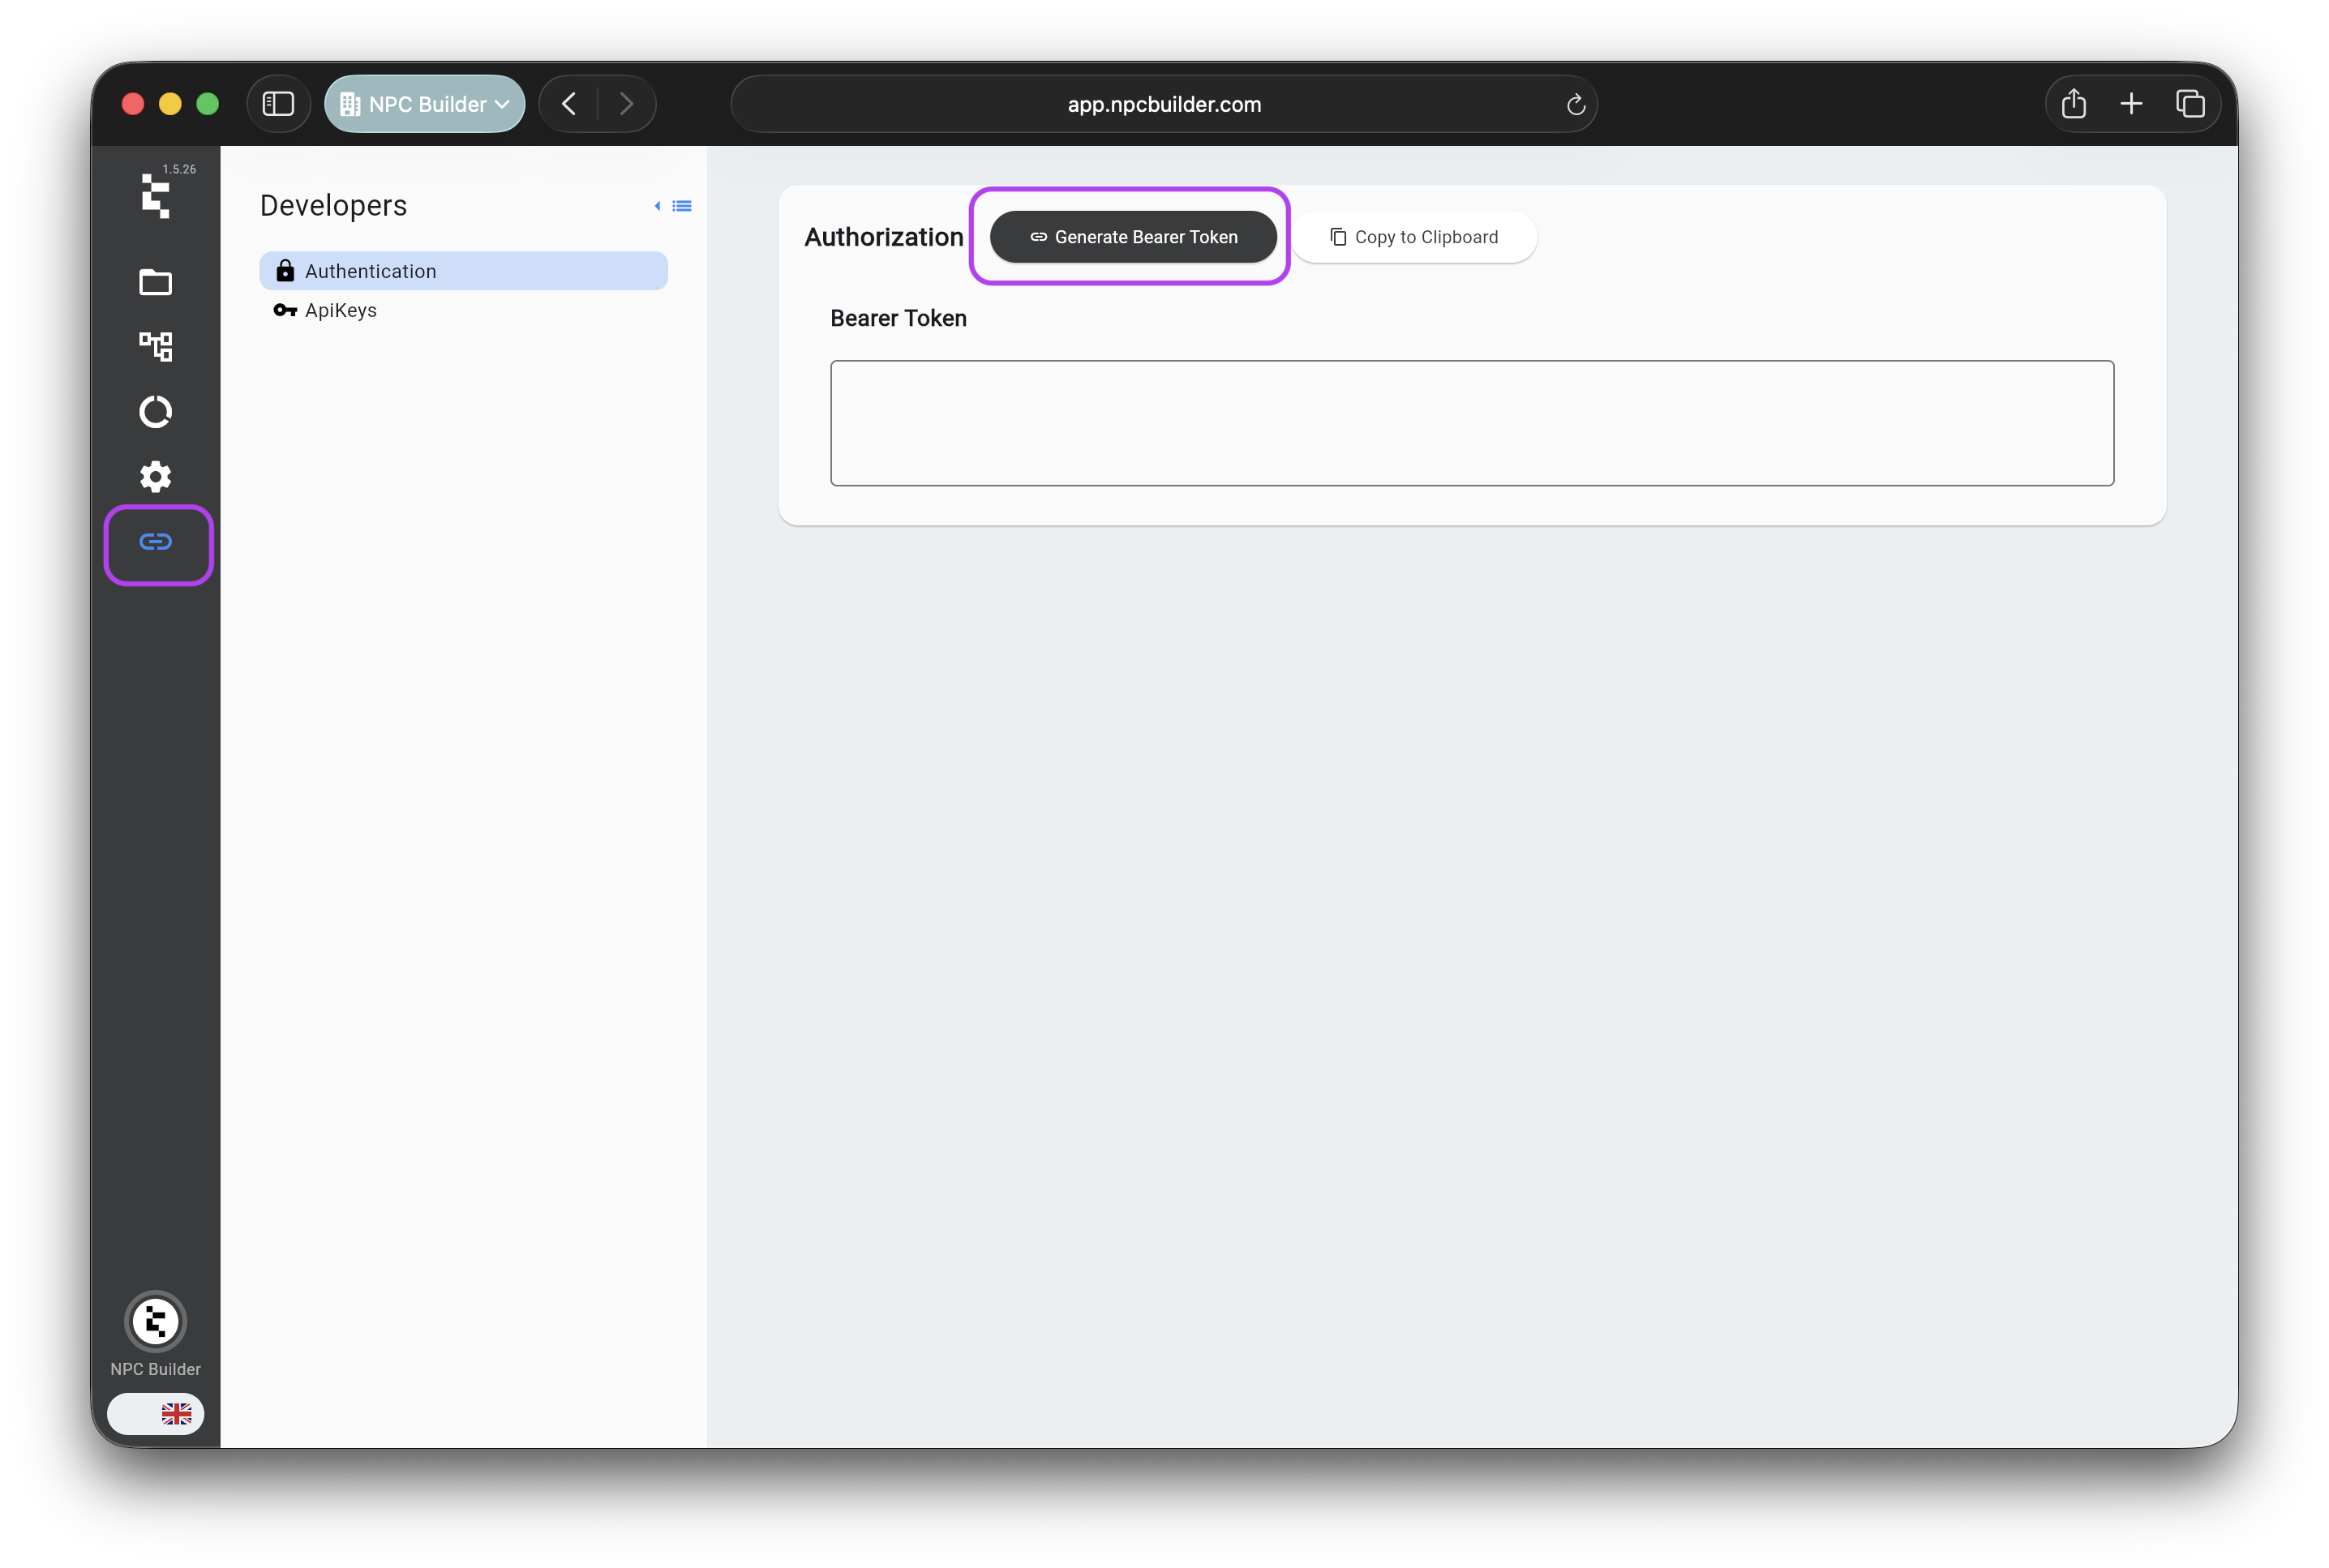 NPC Builder
app.npcbuilder.com
1.5.26
Developers
Authentication
ApiKeys
Authorization
Generate Bearer Token
Copy to Clipboard
Bearer Token
NPC Builder